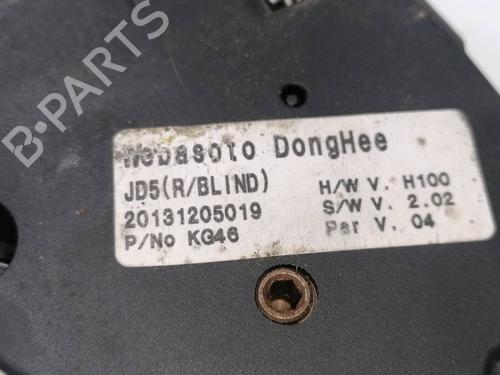 B-PARTS
Webasoto DongHee
JD5(R/BLIND) H/W V. H100
20131205019 S/W V. 2.02
P/No KG46 Par V. 04